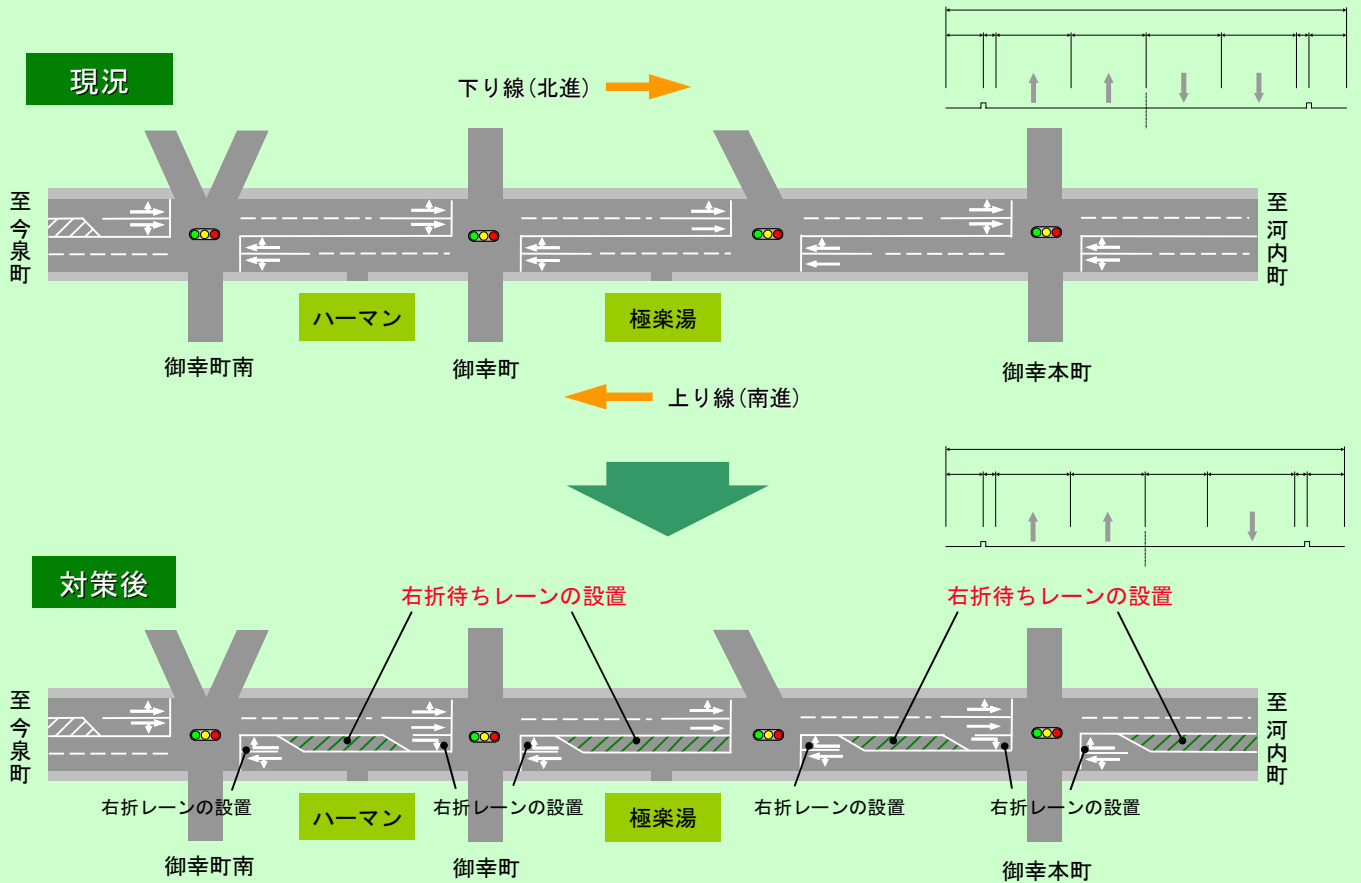 現況
下り線(北進)
至今泉町
至河内町
ハーマン
極楽湯
御幸町南
御幸町
御幸本町
上り線(南進)
対策後
右折待ちレーンの設置
右折待ちレーンの設置
至今泉町
至河内町
右折レーンの設置
右折レーンの設置
右折レーンの設置
右折レーンの設置
ハーマン
極楽湯
御幸町南
御幸町
御幸本町